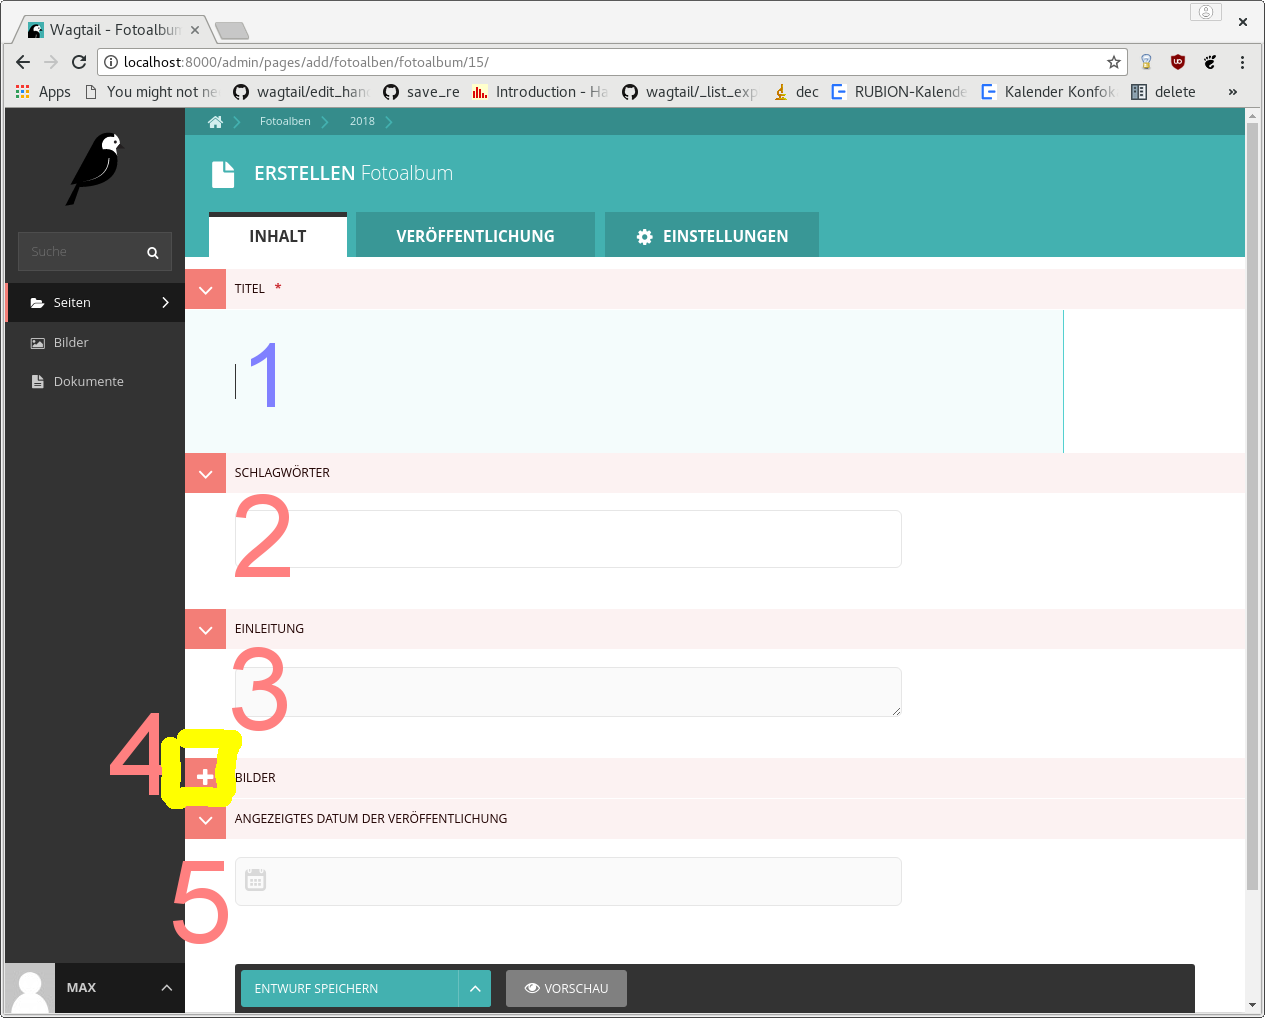 Wagtail - Fotoalbum
localhost:8000/admin/pages/add/fotoalben/fotoalbum/15/
Apps You might not ne wagtail/edit_han save_re Introduction - Ha wagtail/_list_exp dec RUBION-Kalende Kalender Konfok delete »
Fotoalben 2018
ERSTELLEN Fotoalbum
INHALT VERÖFFENTLICHUNG EINSTELLUNGEN
Suche
Seiten
Bilder
Dokumente
TITEL *
1
SCHLAGWÖRTER
2
EINLEITUNG
3
4
BILDER
ANGEZEIGTES DATUM DER VERÖFFENTLICHUNG
5
MAX
ENTWURF SPEICHERN VORSCHAU